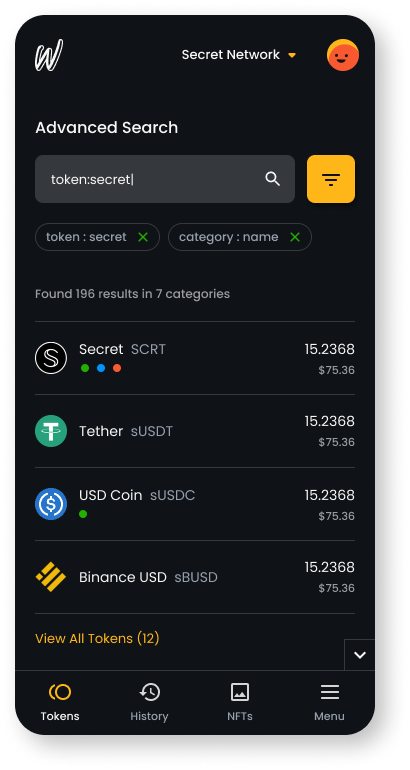 W
Secret Network
Advanced Search
token:secret|
token : secret
category : name
Found 196 results in 7 categories
Secret SCRT 15.2368
$75.36
Tether sUSDT 15.2368
$75.36
USD Coin sUSDC 15.2368
$75.36
Binance USD sBUSD 15.2368
$75.36
View All Tokens (12)
Tokens History NFTs Menu